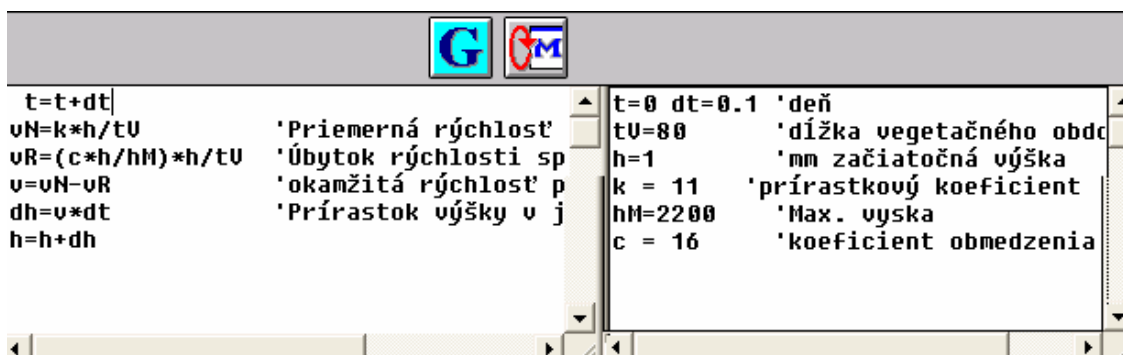 G
M
t=t+dt
vN=k*h/tV 'Priemerná rýchlosť
vR=(c*h/hM)*h/tV 'Úbytok rýchlosti sp
v=vN-vR 'okamžitá rýchlosť p
dh=v*dt 'Prírastok výšky v j
h=h+dh
t=0 dt=0.1 'deň
tV=80 'dĺžka vegetačného obdo
h=1 'mm začiatočná výška
k = 11 'prírastkový koeficient
hM=2200 'Max. vyska
c = 16 'koeficient obmedzenia